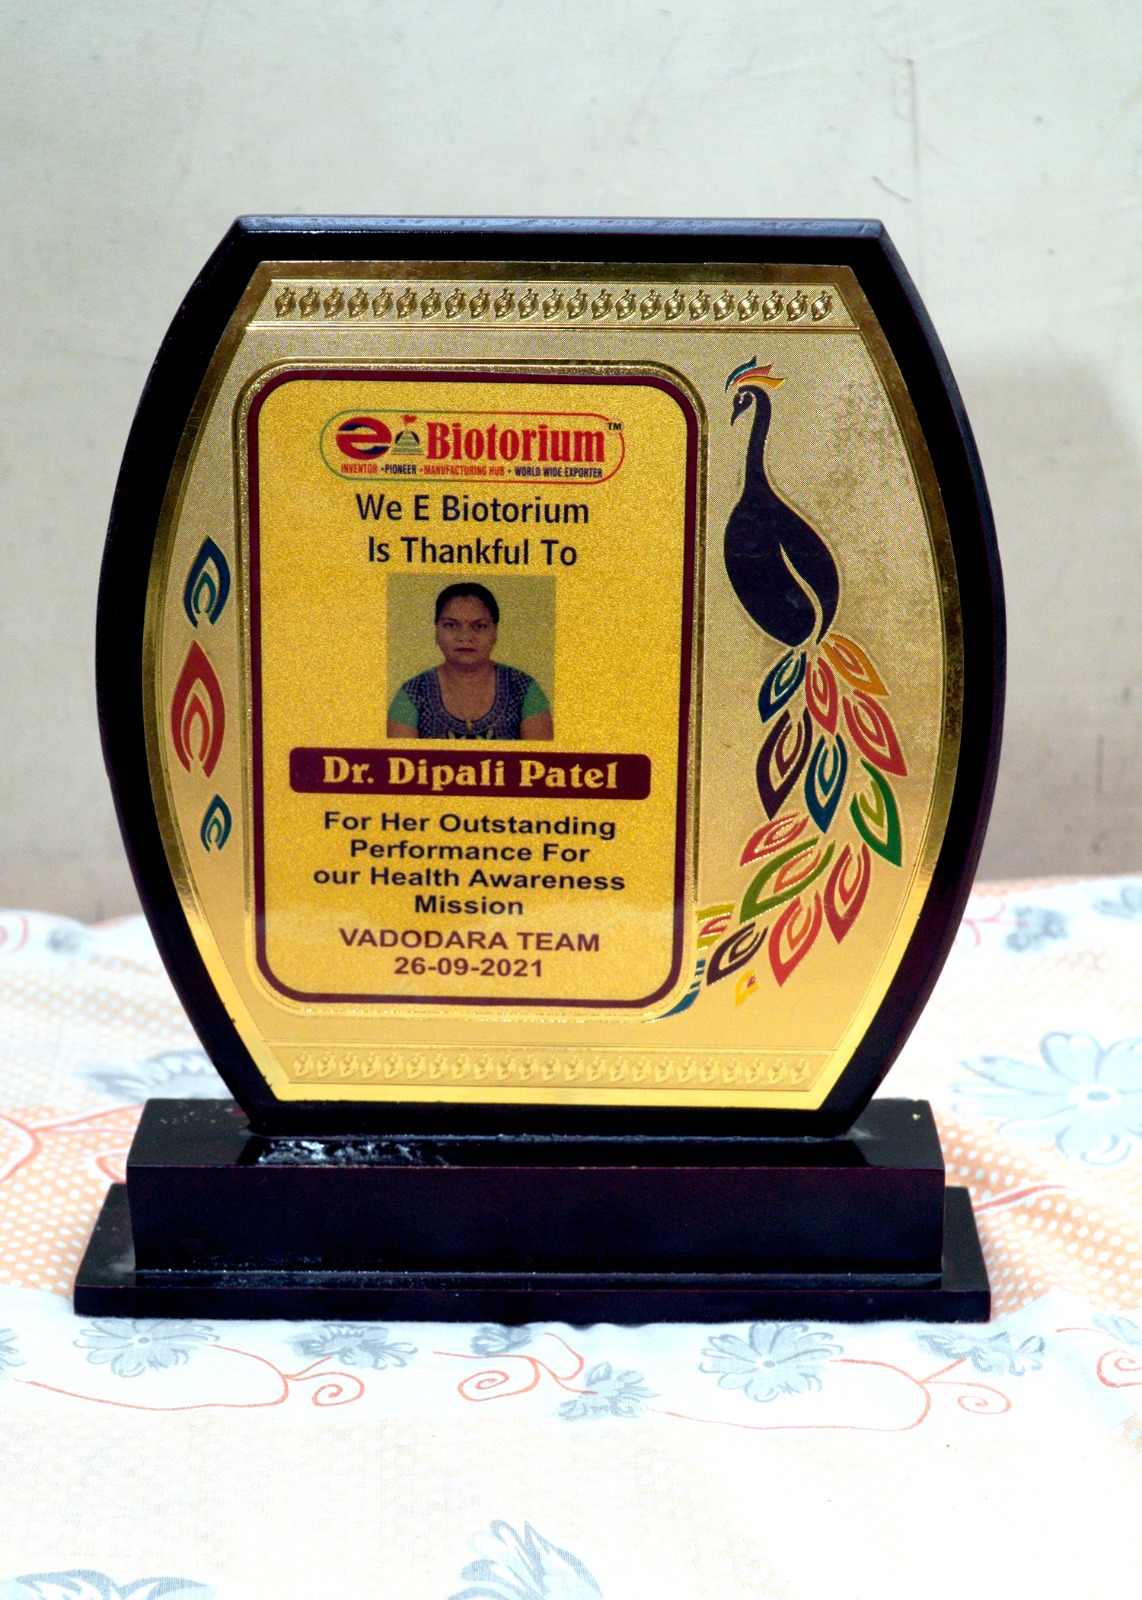 e Biotorium™
INVENTOR • PIONEER • MANUFACTURING HUB • WORLD WIDE EXPORTER
We E Biotorium
Is Thankful To
Dr. Dipali Patel
For Her Outstanding
Performance For
our Health Awareness
Mission
VADODARA TEAM
26-09-2021